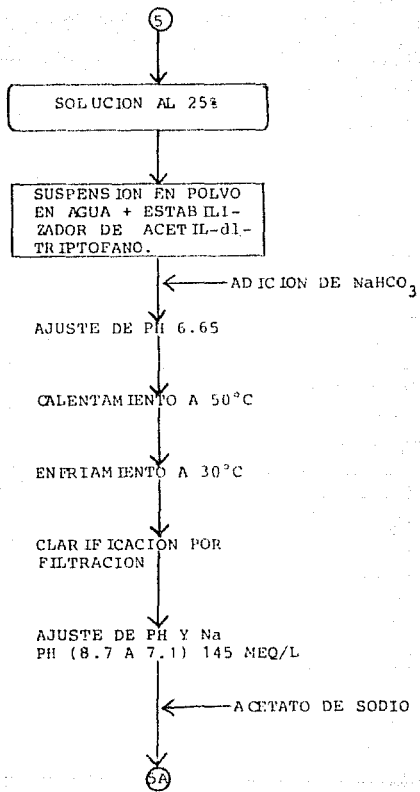 5
SOLUCION AL 25%
SUSPENSION EN POLVO
EN AGUA + ESTABILI-
ZADOR DE ACETIL-dl-
TRIPTOFANO.
ADICION DE NaHCO3
AJUSTE DE PH 6.65
CALENTAMIENTO A 50°C
ENFRIAMIENTO A 30°C
CLARIFICACION POR
FILTRACION
AJUSTE DE PH Y Na
PH (8.7 A 7.1) 145 MEQ/L
ACETATO DE SODIO
5A